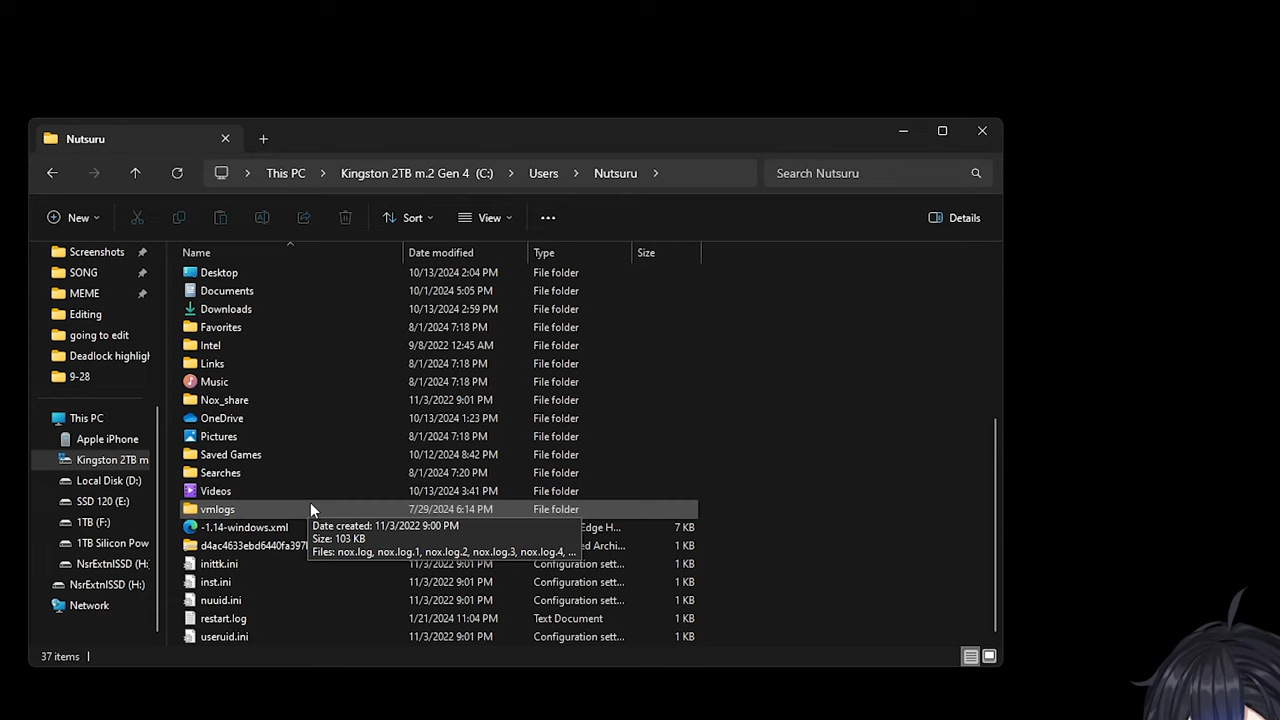 Nutsuru
This PC
Kingston 2TB m.2 Gen 4 (C:)
Users
Nutsuru
Search Nutsuru
New
Sort
View
Details
Screenshots
SONG
MEME
Editing
going to edit
Deadlock highligh
9-28
This PC
Apple iPhone
Kingston 2TB m
Local Disk (D:)
SSD 120 (E:)
1TB (F:)
1TB Silicon Pow
NsrExtnlSSD (H:
NsrExtnlSSD (H:)
Network
Name Date modified Type Size
Desktop 10/13/2024 2:04 PM File folder
Documents 10/1/2024 5:05 PM File folder
Downloads 10/13/2024 2:59 PM File folder
Favorites 8/1/2024 7:18 PM File folder
Intel 9/8/2022 12:45 AM File folder
Links 8/1/2024 7:18 PM File folder
Music 8/1/2024 7:18 PM File folder
Nox_share 11/3/2022 9:01 PM File folder
OneDrive 10/13/2024 1:23 PM File folder
Pictures 8/1/2024 7:18 PM File folder
Saved Games 10/12/2024 8:42 PM File folder
Searches 8/1/2024 7:20 PM File folder
Videos 10/13/2024 3:41 PM File folder
vmlogs 7/29/2024 6:14 PM File folder
-1.14-windows.xml Edge H... 7 KB
d4ac4633ebd6440fa397 ed Archi... 1 KB
inittk.ini 11/3/2022 9:01 PM Configuration sett... 1 KB
inst.ini 11/3/2022 9:01 PM Configuration sett... 1 KB
nuuid.ini 11/3/2022 9:01 PM Configuration sett... 1 KB
restart.log 1/21/2024 11:04 PM Text Document 1 KB
useruid.ini 11/3/2022 9:01 PM Configuration sett... 1 KB
Date created: 11/3/2022 9:00 PM
Size: 103 KB
Files: nox.log, nox.log.1, nox.log.2, nox.log.3, nox.log.4, ...
37 items